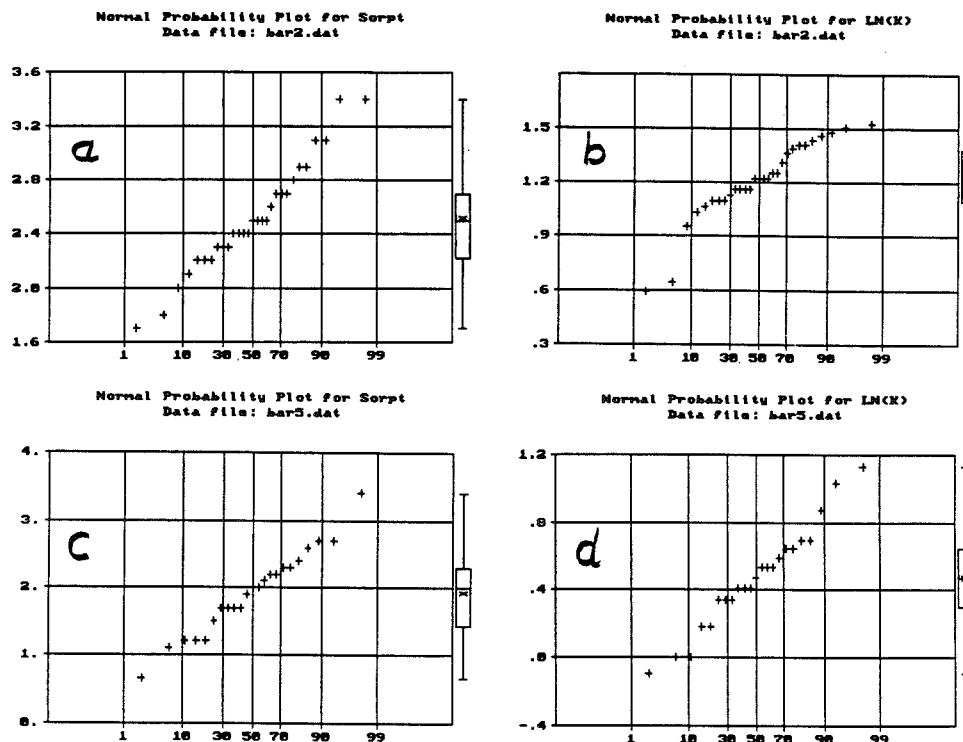 Normal Probability Plot for Sorpt
Data file: bar2.dat
3.6
3.2
2.8
2.4
2.0
1.6
a
1 10 30 50 70 90 99
Normal Probability Plot for LN(K)
Data file: bar2.dat
1.5
1.2
.9
.6
.3
b
1 10 30 50 70 90 99
Normal Probability Plot for Sorpt
Data file: bar5.dat
4.
3.
2.
1.
0.
c
1 10 30 50 70 90 99
Normal Probability Plot for LN(K)
Data file: bar5.dat
1.2
.8
.4
.0
-.4
d
1 10 30 50 70 90 99